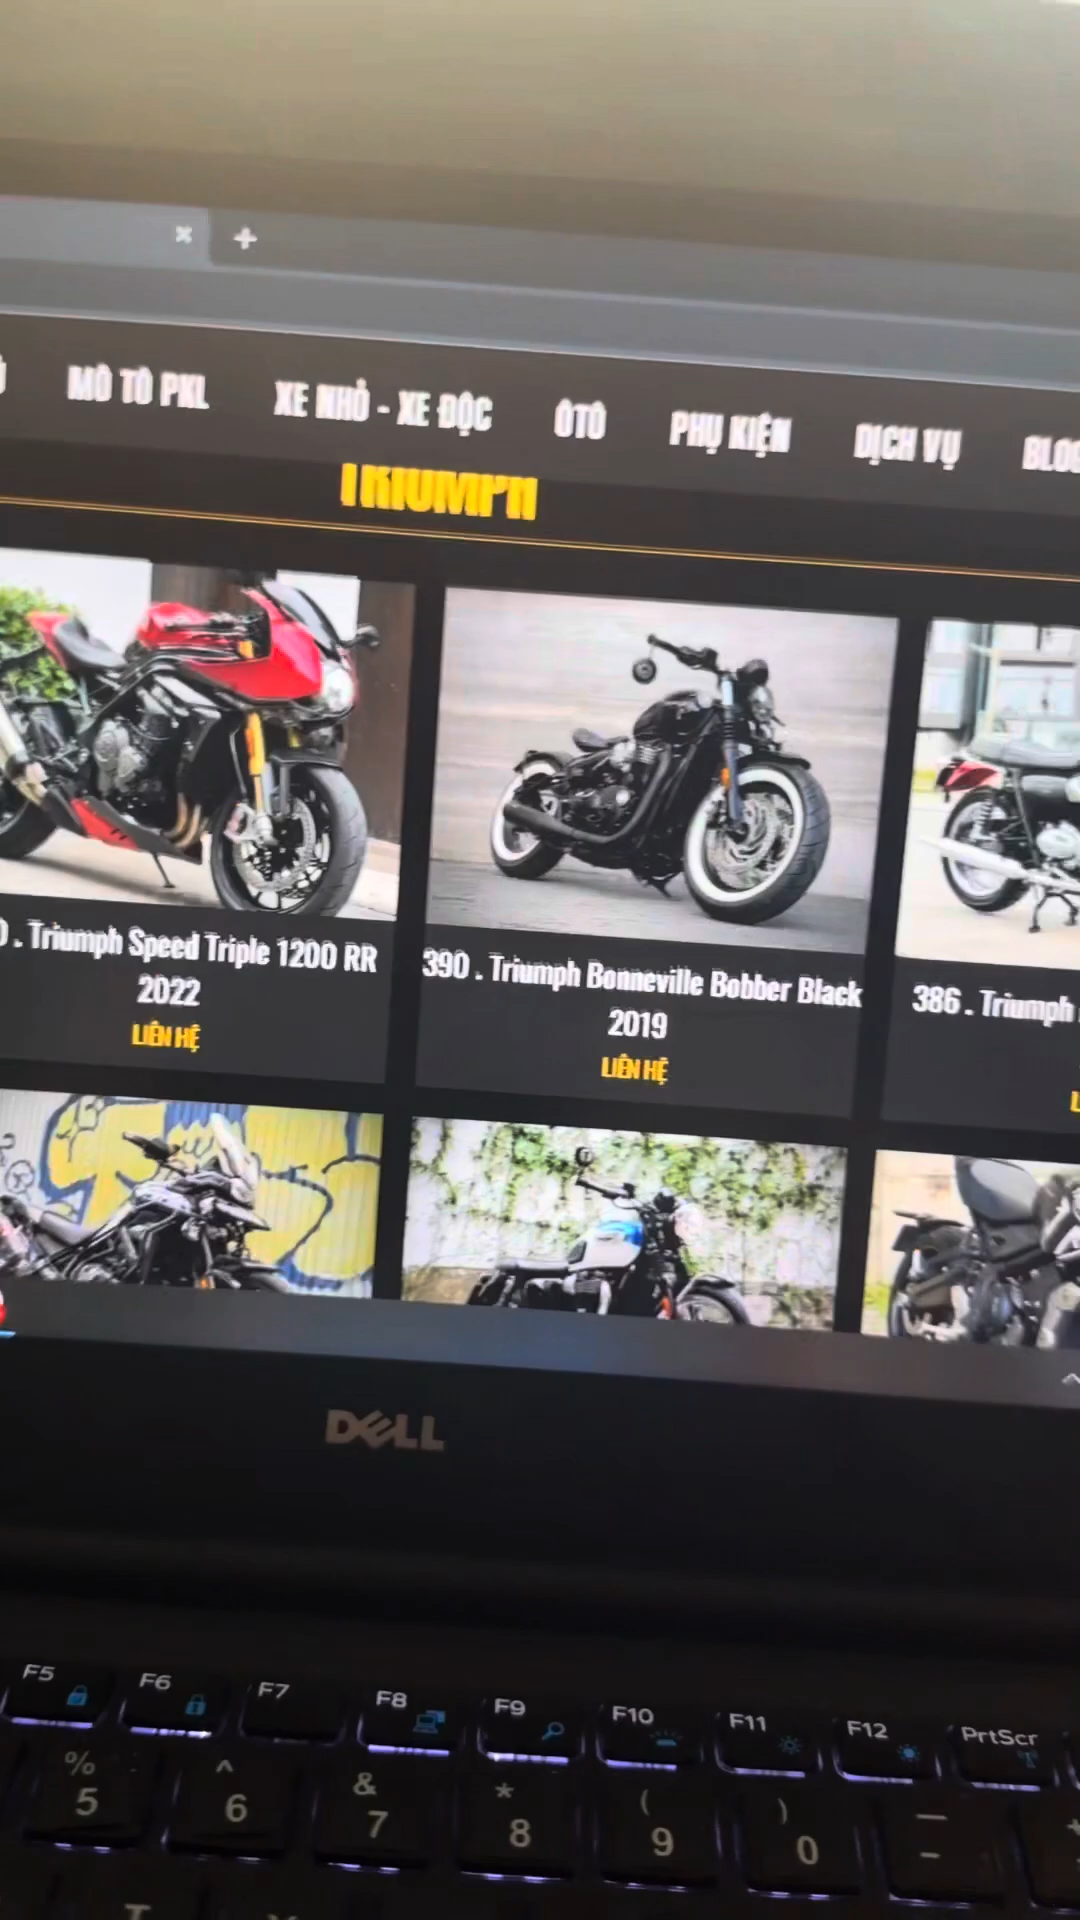 MÔ TÔ PKL
XE NHỎ - XE ĐỘC
ÔTÔ
PHỤ KIỆN
DỊCH VỤ
BLOG
TRIUMPH
. Triumph Speed Triple 1200 RR
2022
LIÊN HỆ
390 . Triumph Bonneville Bobber Black
2019
LIÊN HỆ
386 . Triumph
DELL
F5
F6
F7
F8
F9
F10
F11
F12
PrtScr
% 5
^ 6
& 7
* 8
( 9
) 0
— -